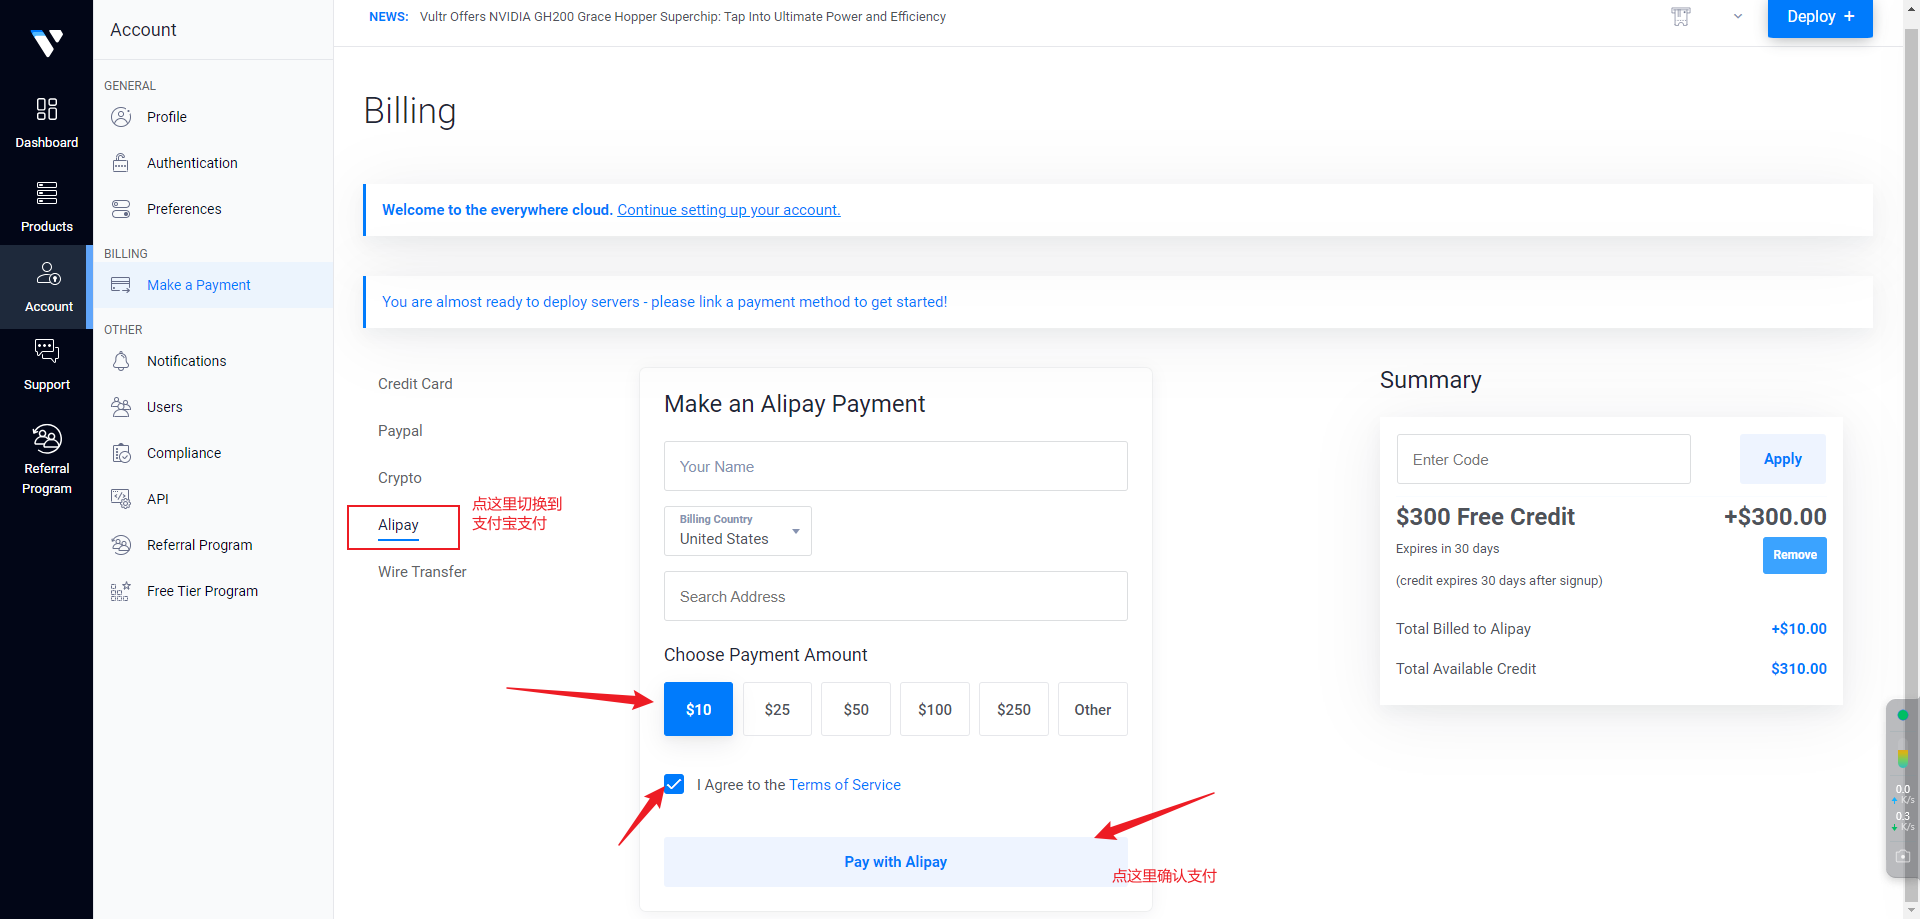 NEWS: Vultr Offers NVIDIA GH200 Grace Hopper Superchip: Tap Into Ultimate Power and Efficiency
Deploy +
Dashboard
Products
Account
Support
Referral
Program
Account
GENERAL
Profile
Authentication
Preferences
BILLING
Make a Payment
OTHER
Notifications
Users
Compliance
API
Referral Program
Free Tier Program
Billing
Welcome to the everywhere cloud. Continue setting up your account.
You are almost ready to deploy servers - please link a payment method to get started!
Credit Card
Paypal
Crypto
Alipay
Wire Transfer
点这里切换到
支付宝支付
Make an Alipay Payment
Your Name
Billing Country
United States
Search Address
Choose Payment Amount
$10 $25 $50 $100 $250 Other
I Agree to the Terms of Service
Pay with Alipay
点这里确认支付
Summary
Enter Code
Apply
$300 Free Credit +$300.00
Expires in 30 days
Remove
(credit expires 30 days after signup)
Total Billed to Alipay +$10.00
Total Available Credit $310.00
0.0
K/s
0.3
K/s